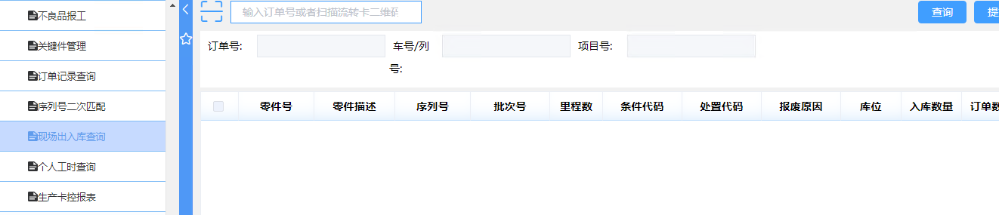 不良品报工
关键件管理
订单记录查询
序列号二次匹配
现场出入库查询
个人工时查询
生产卡控报表
输入订单号或者扫描流转卡二维码
查询
提
订单号:
车号/列
号:
项目号:
零件号 零件描述 序列号 批次号 里程数 条件代码 处置代码 报废原因 库位 入库数量 订单数